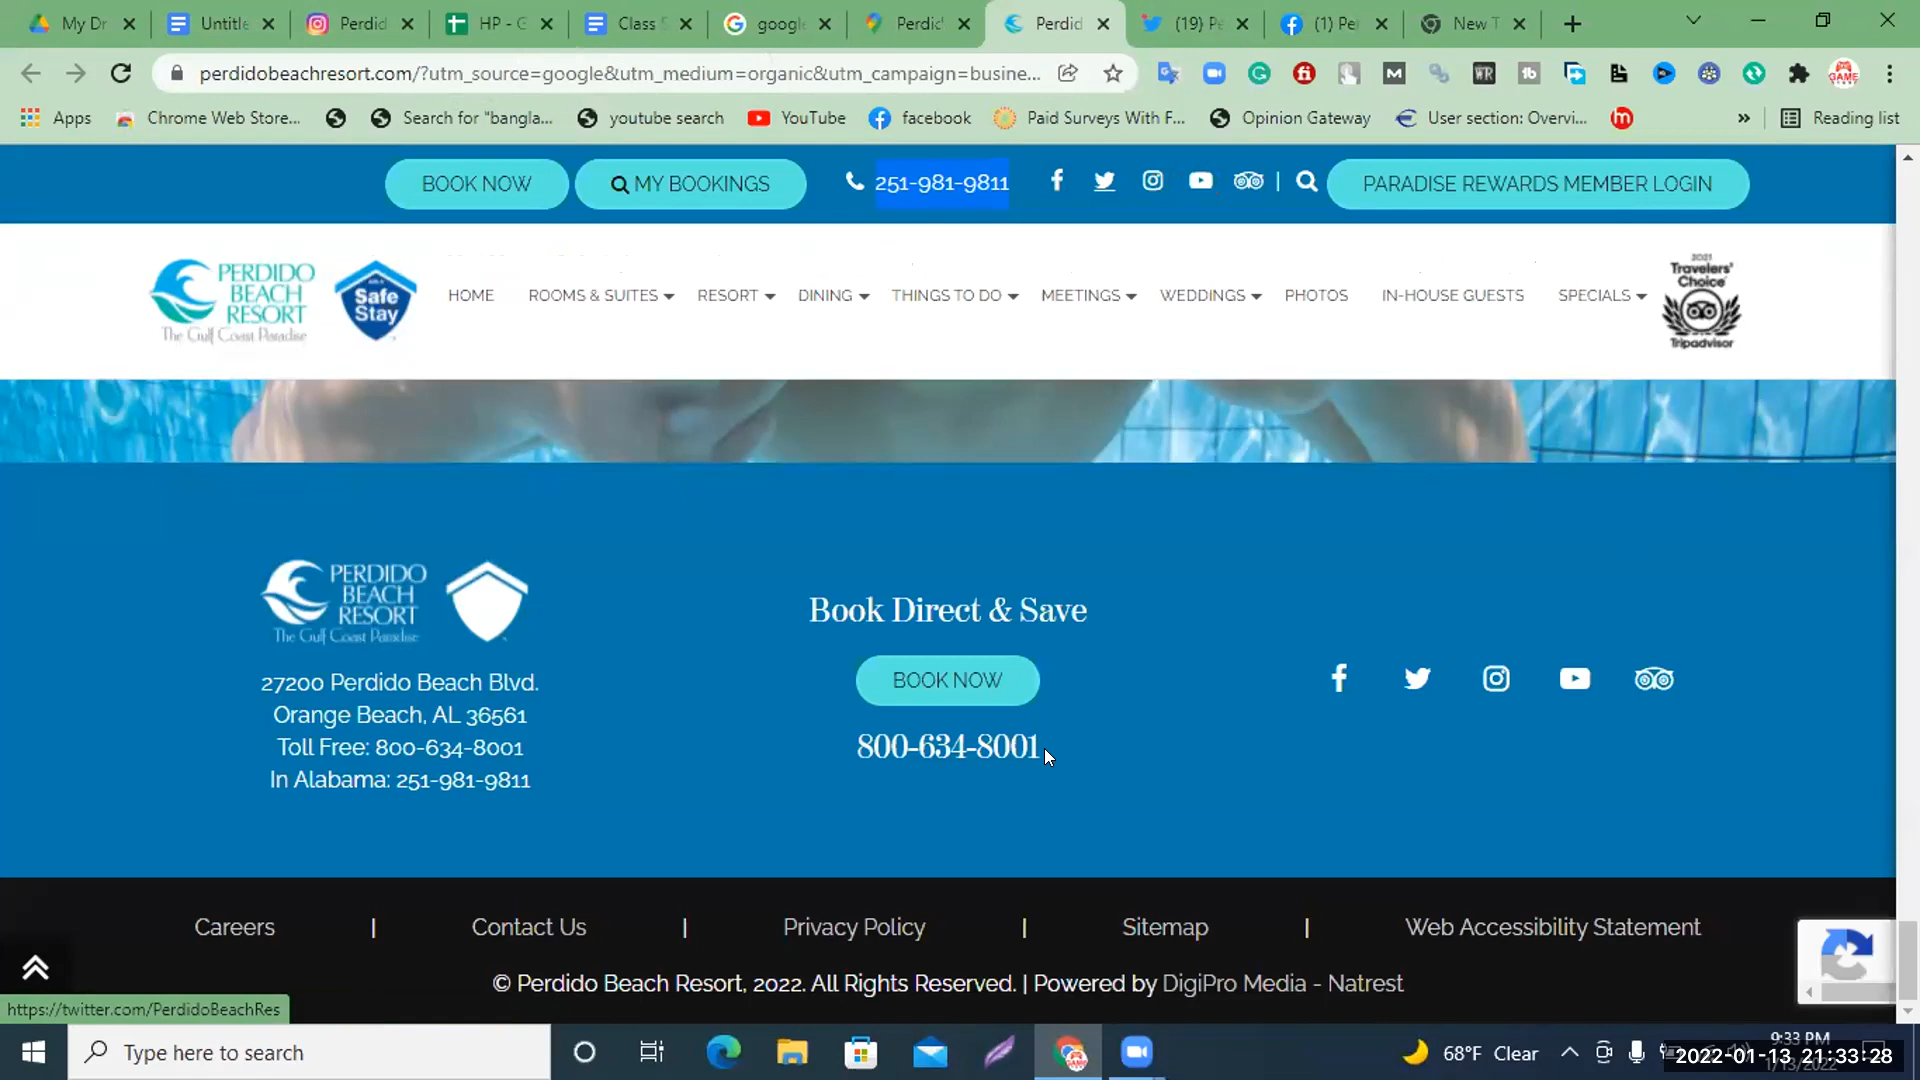 My Dr
Untitle
Perdid
HP - G
Class
google
Perdid
Perdid
(19) Pe
(1) Per
New T
perdidobeachresort.com/?utm_source=google&utm_medium=organic&utm_campaign=busine...
Apps
Chrome Web Store...
Search for "bangla...
youtube search
YouTube
facebook
Paid Surveys With F...
Opinion Gateway
User section: Overvi...
»
Reading list
BOOK NOW
MY BOOKINGS
251-981-9811
|
PARADISE REWARDS MEMBER LOGIN
PERDIDO
BEACH
RESORT
The Gulf Coast Paradise
Safe
Stay
HOME
ROOMS & SUITES
RESORT
DINING
THINGS TO DO
MEETINGS
WEDDINGS
PHOTOS
IN-HOUSE GUESTS
SPECIALS
2021
Travelers'
Choice
Tripadvisor
PERDIDO
BEACH
RESORT
The Gulf Coast Paradise
27200 Perdido Beach Blvd.
Orange Beach, AL 36561
Toll Free: 800-634-8001
In Alabama: 251-981-9811
Book Direct & Save
BOOK NOW
800-634-8001
Careers | Contact Us | Privacy Policy | Sitemap | Web Accessibility Statement
© Perdido Beach Resort, 2022. All Rights Reserved. | Powered by DigiPro Media - Natrest
https://twitter.com/PerdidoBeachRes
Type here to search
68°F Clear
9:33 PM
1/13/2022
2022-01-13 21:33:28